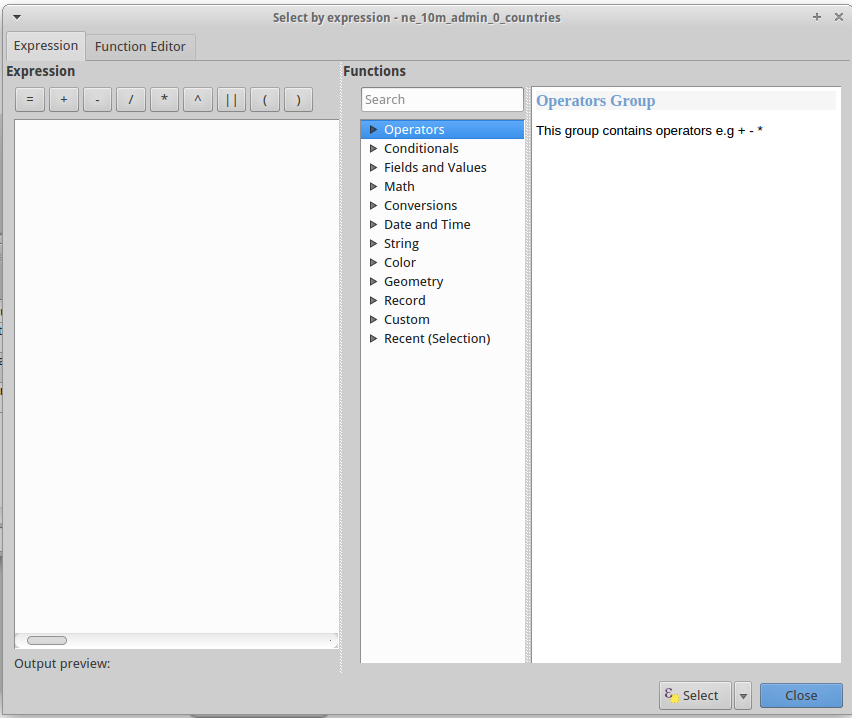 Select by expression - ne_10m_admin_0_countries
Expression
Function Editor
Expression
= + - / * ^ || ( )
Output preview:
Functions
Search
Operators
Conditionals
Fields and Values
Math
Conversions
Date and Time
String
Color
Geometry
Record
Custom
Recent (Selection)
Operators Group
This group contains operators e.g + - *
Select
Close